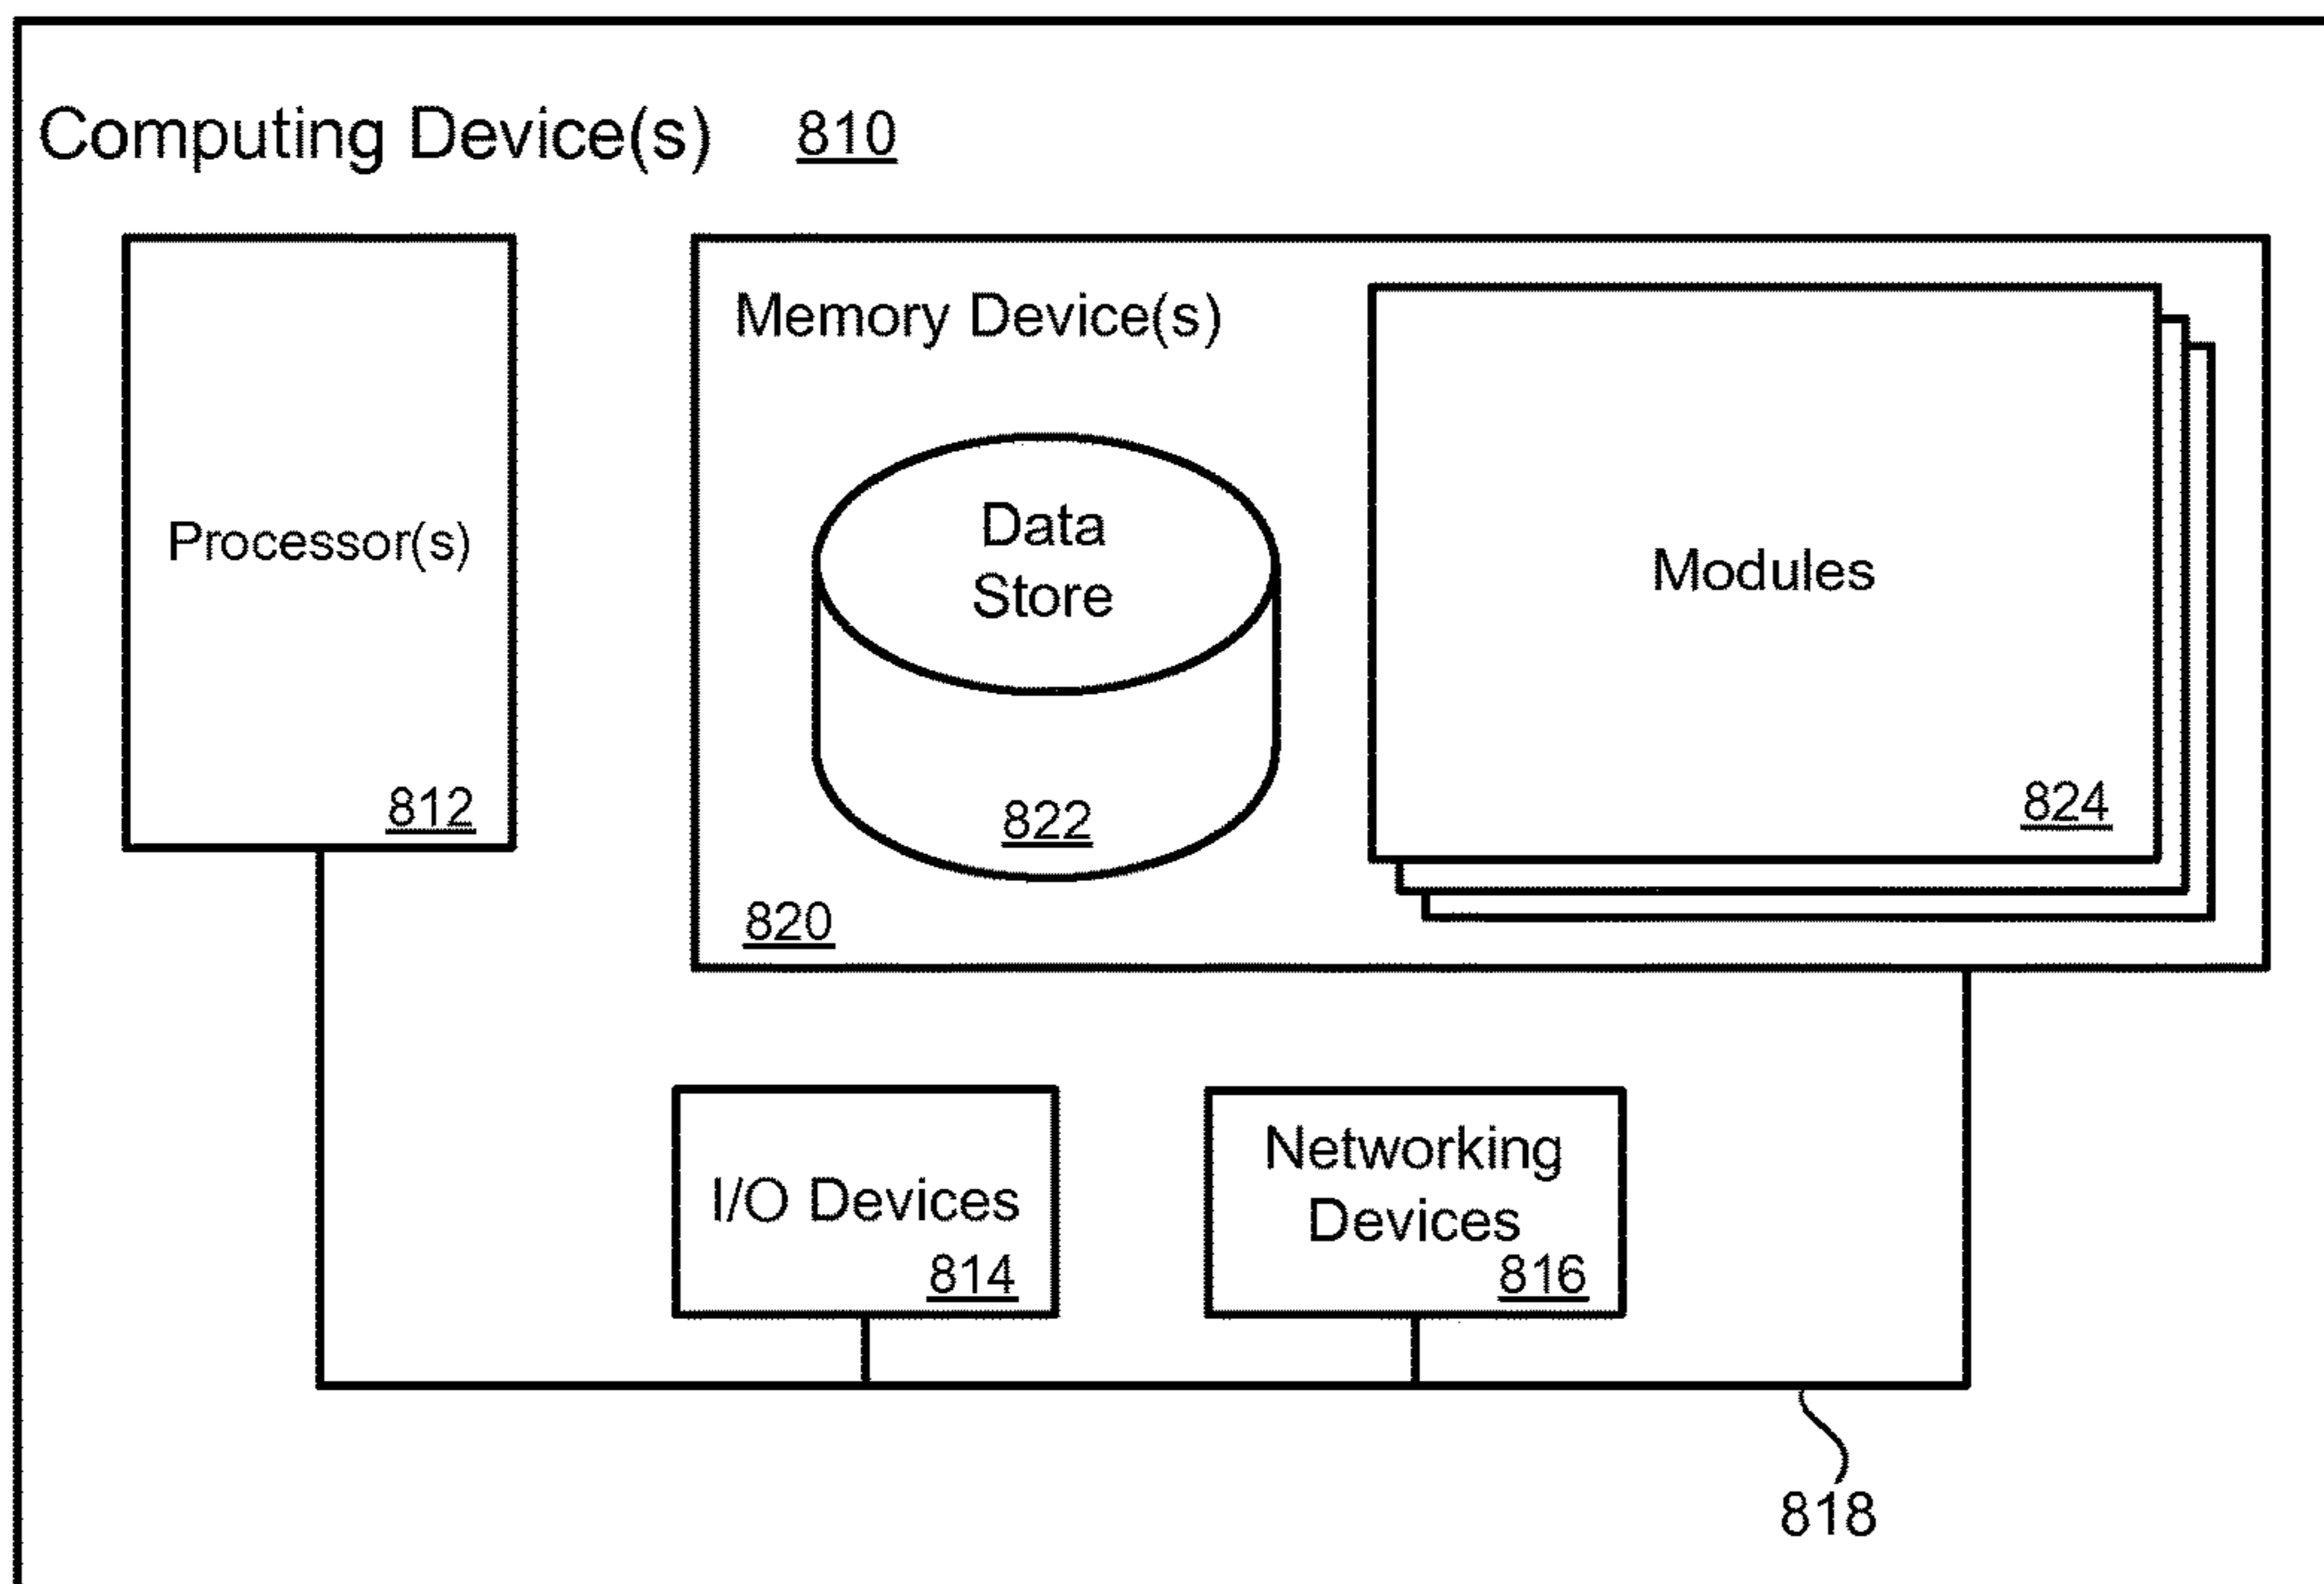 Computing Device(s) 810
Processor(s)
812
Memory Device(s)
Data
Store
822
820
Modules
824
I/O Devices
814
Networking
Devices
816
818